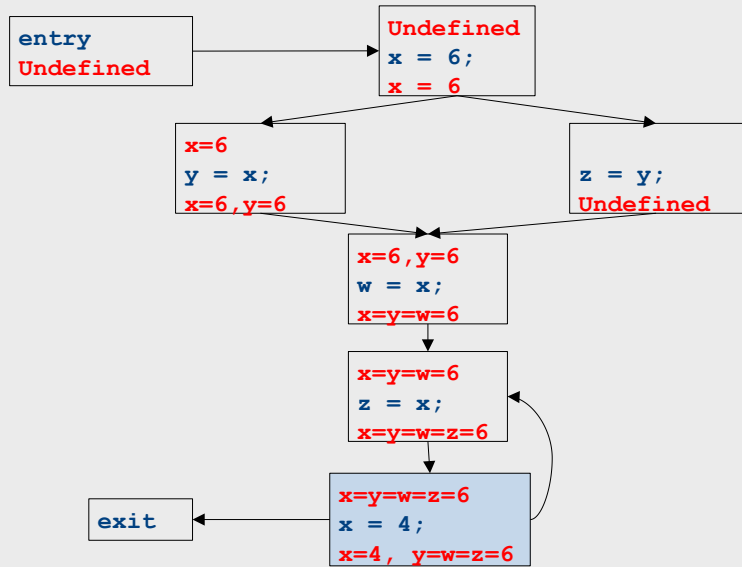 entry
Undefined
Undefined
x = 6;
x = 6
x=6
y = x;
x=6,y=6
z = y;
Undefined
x=6,y=6
w = x;
x=y=w=6
x=y=w=6
z = x;
x=y=w=z=6
x=y=w=z=6
x = 4;
x=4, y=w=z=6
exit